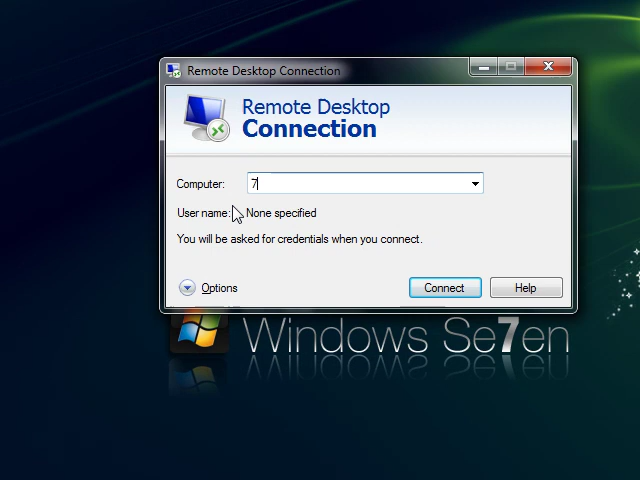 Remote Desktop Connection
Remote Desktop
Connection
Computer: 7
User name: None specified
You will be asked for credentials when you connect.
Options Connect Help
Windows Se7en